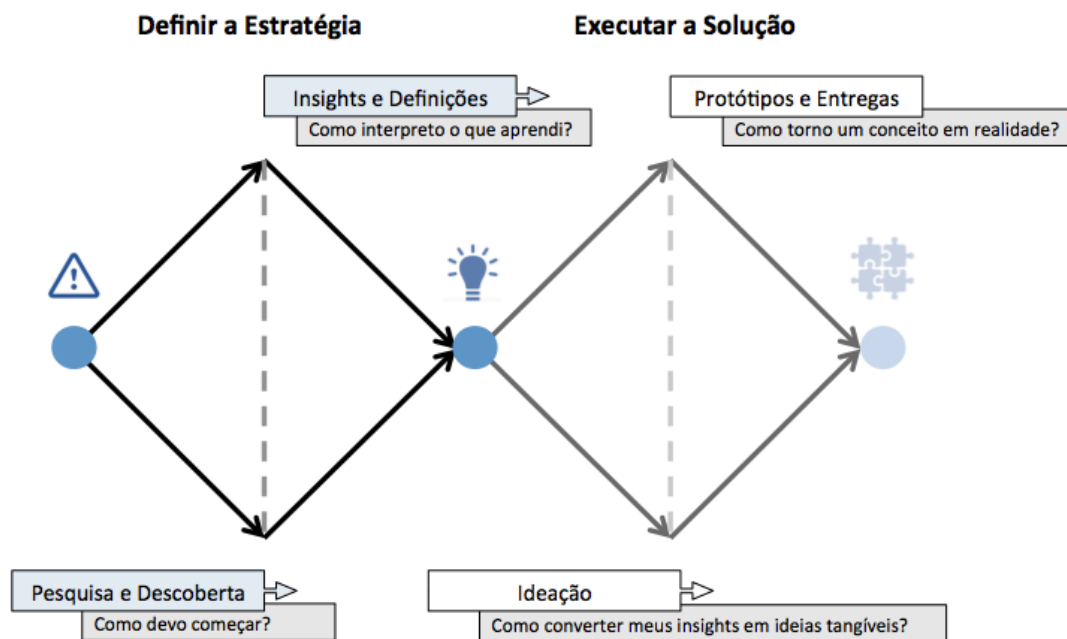 Definir a Estratégia
Executar a Solução
Insights e Definições
Como interpreto o que aprendi?
Protótipos e Entregas
Como torno um conceito em realidade?
Pesquisa e Descoberta
Como devo começar?
Ideação
Como converter meus insights em ideias tangíveis?